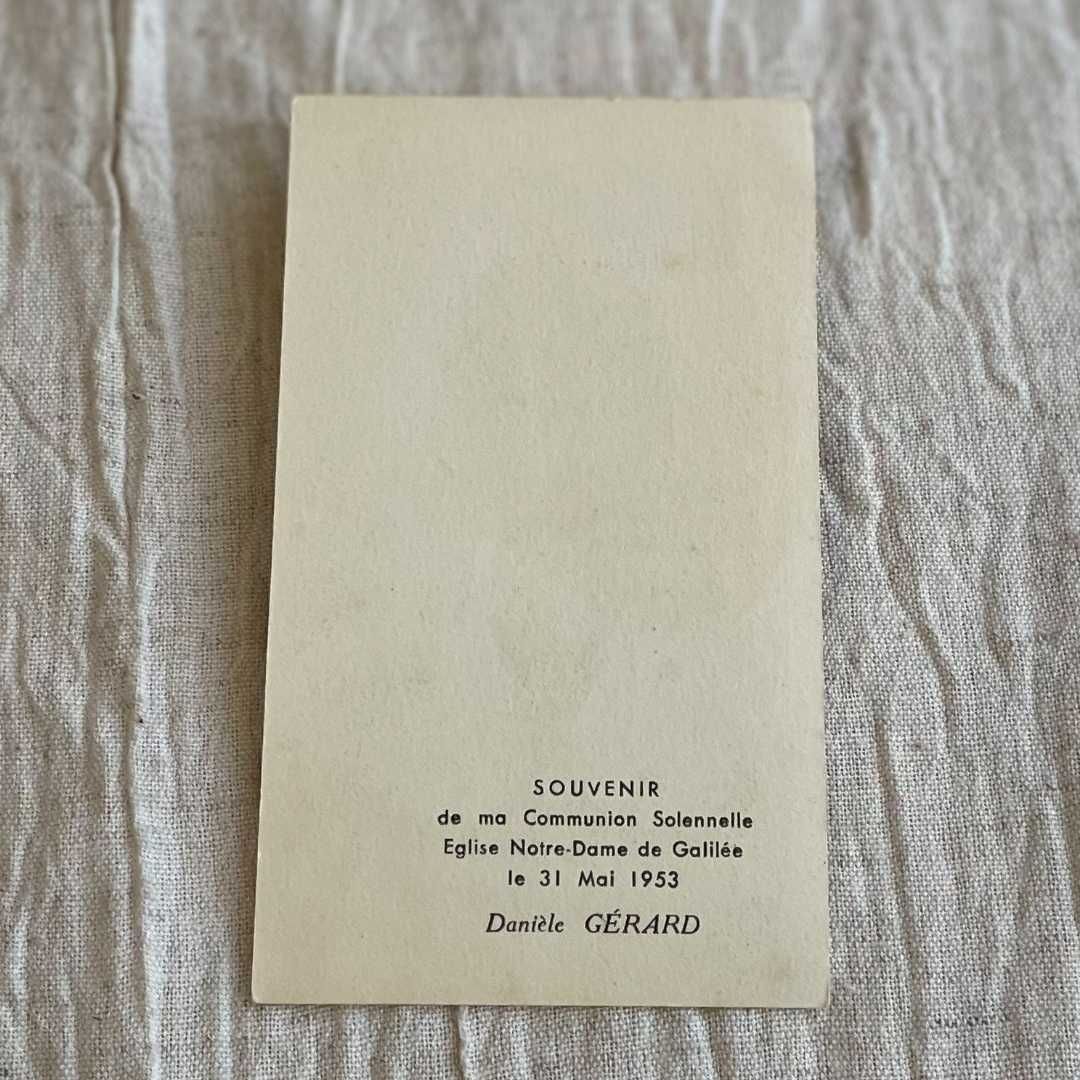 SOUVENIR
de ma Communion Solennelle
Eglise Notre-Dame de Galilée
le 31 Mai 1953
Danièle GÉRARD